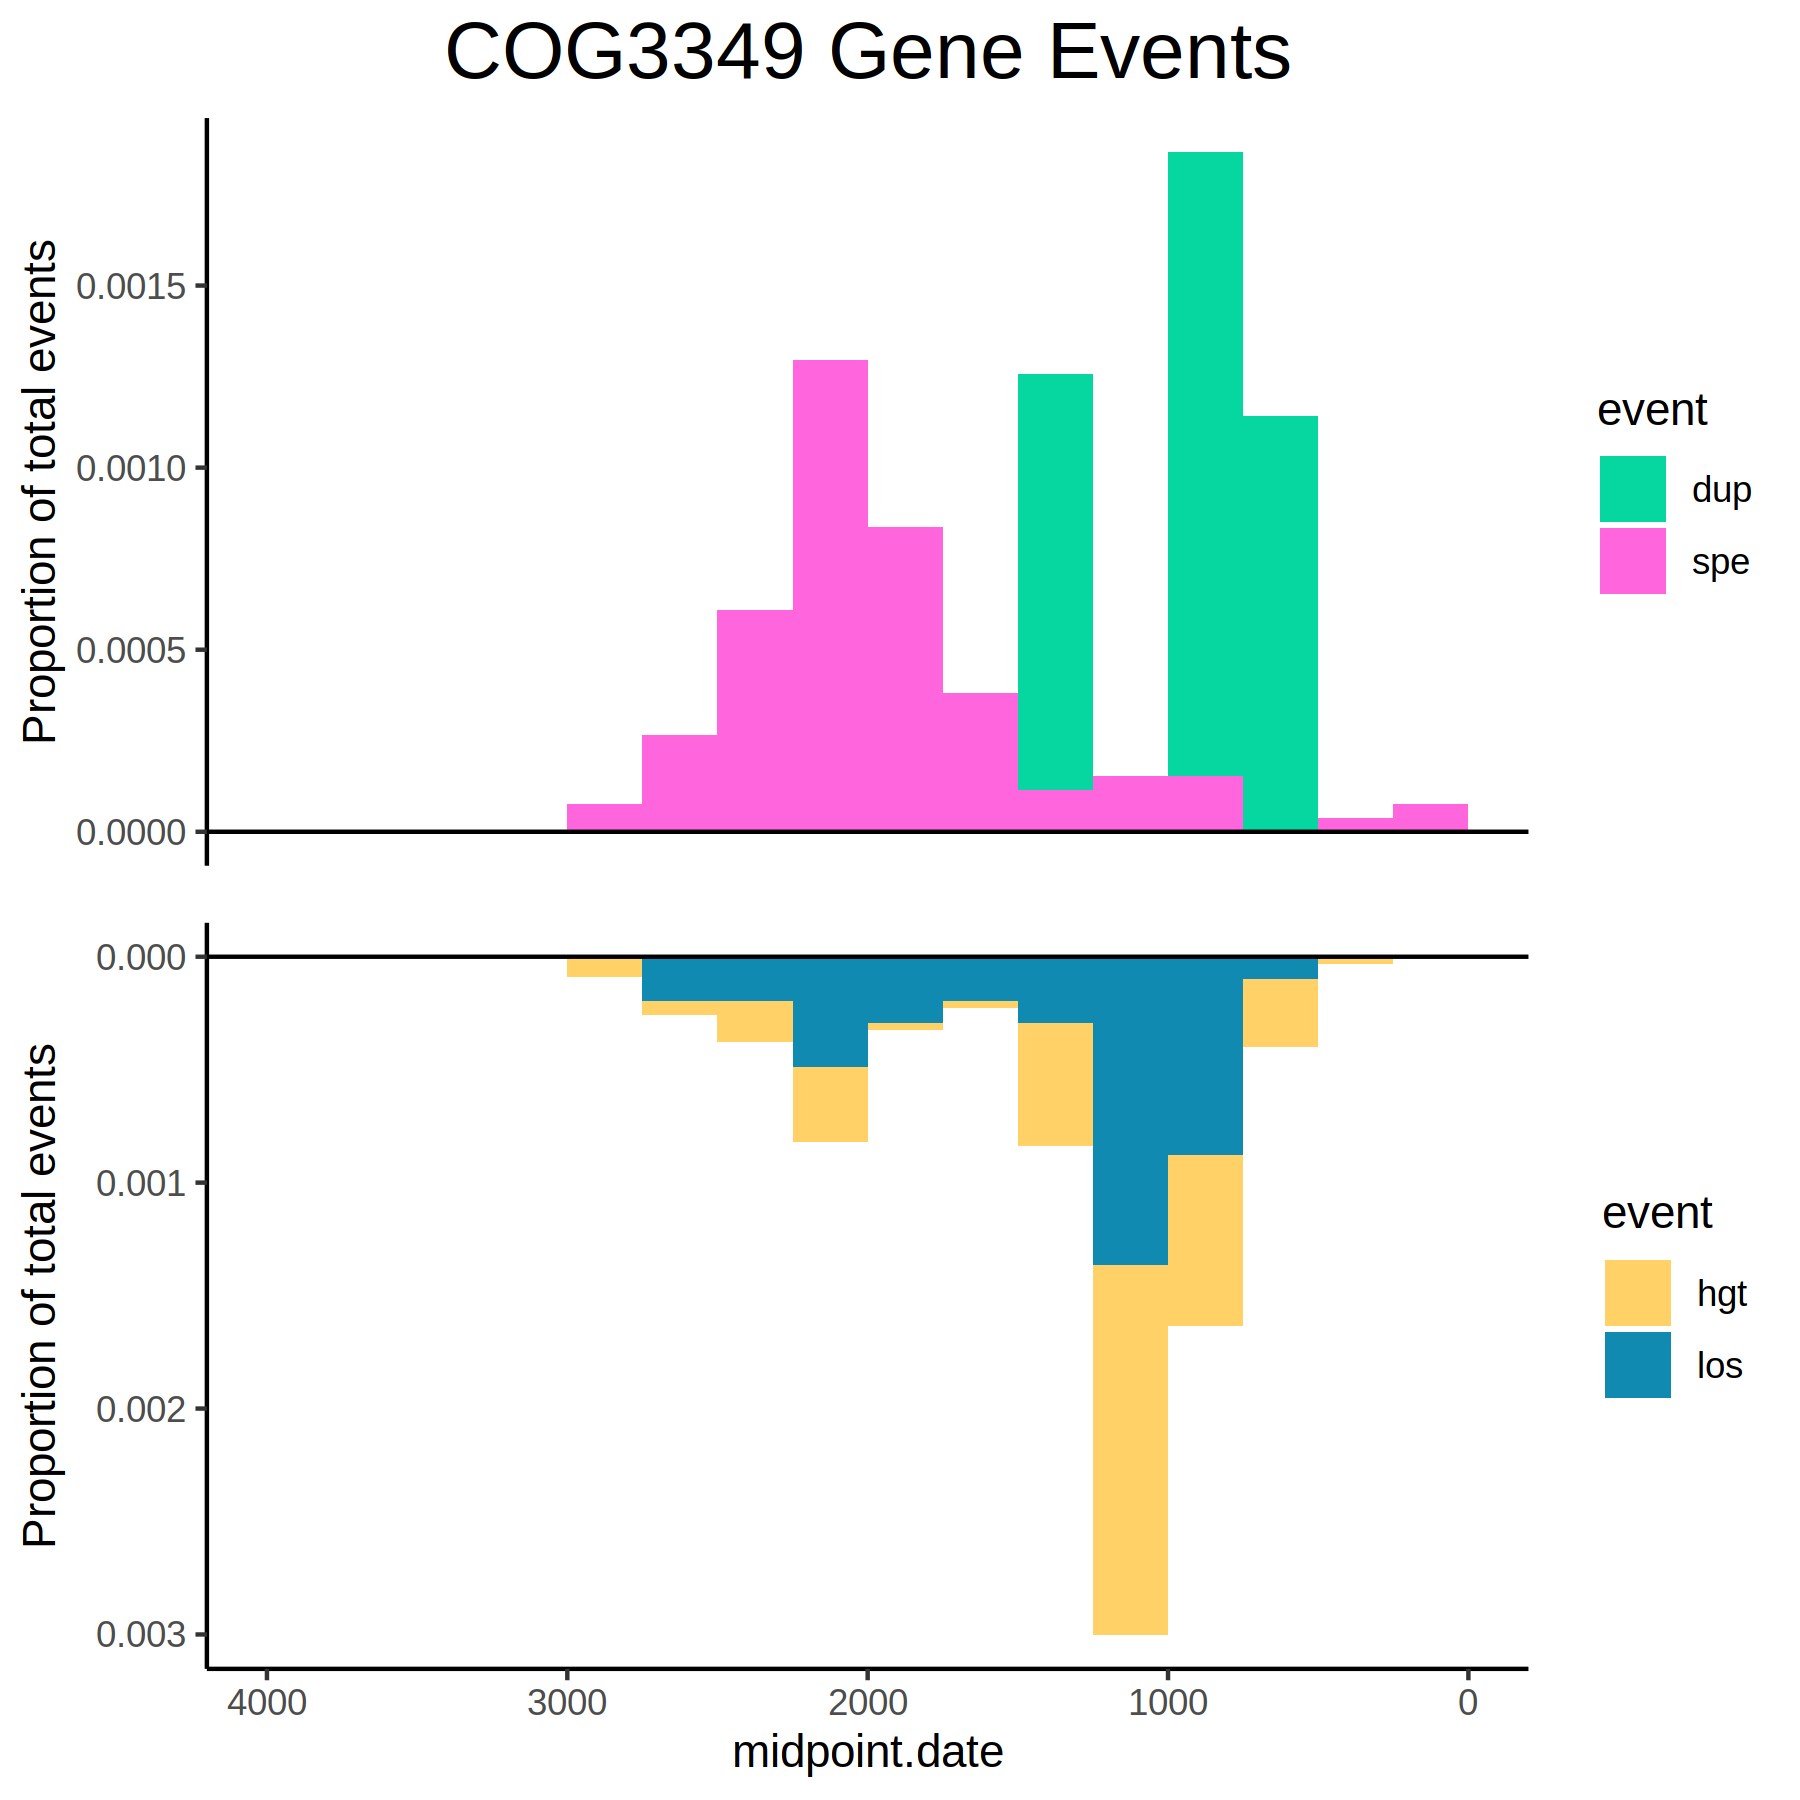 COG3349 Gene Events
Proportion of total events
0.0015
0.0010
0.0005
0.0000
event
dup
spe
Proportion of total events
0.000
0.001
0.002
0.003
event
hgt
los
4000 3000 2000 1000 0
midpoint.date